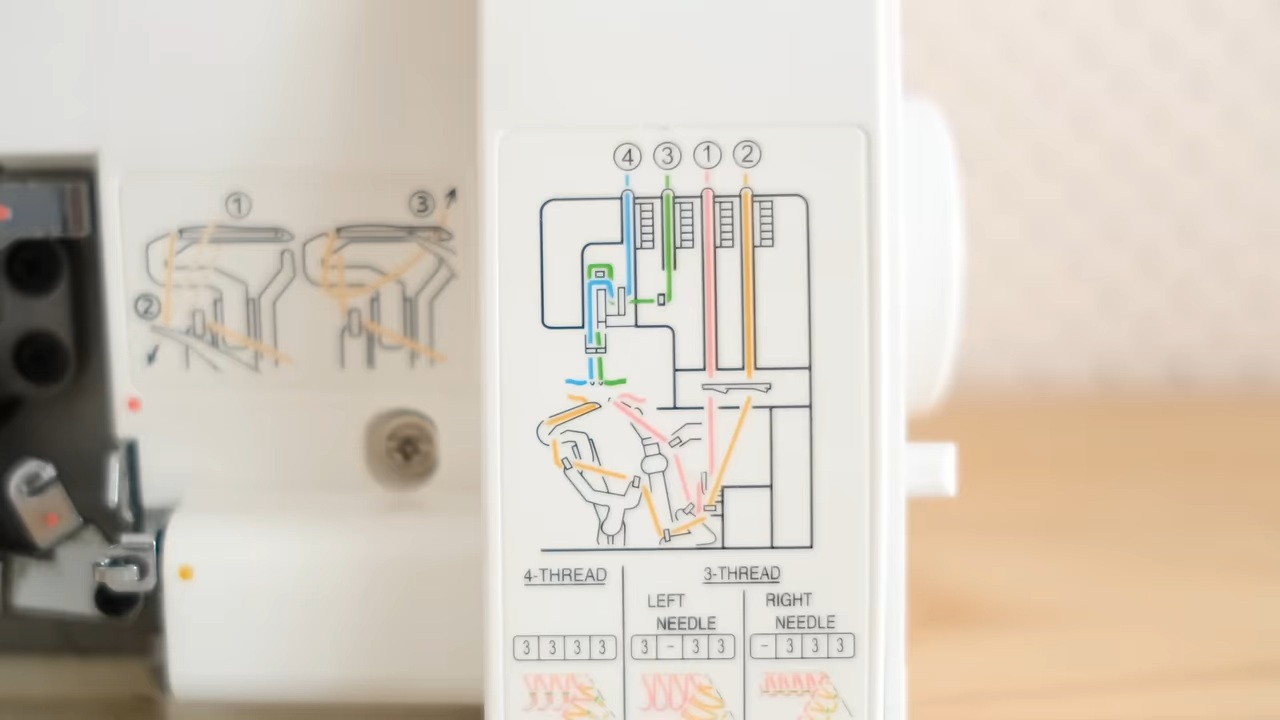 4 3 1 2
1
3
2
4-THREAD
3-THREAD
LEFT
NEEDLE
RIGHT
NEEDLE
3 3 3 3
3 - 3 3
- 3 3 3